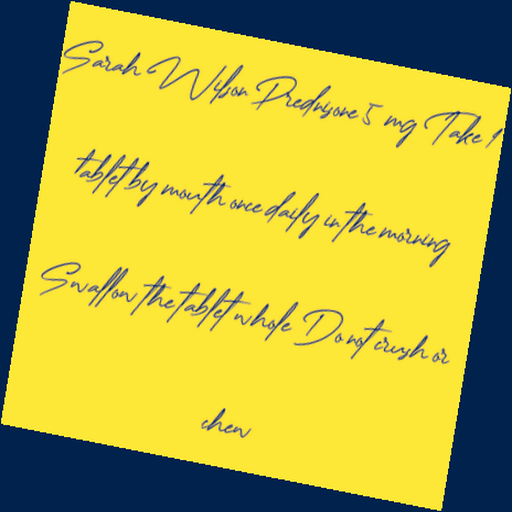 Sarah Wilson Prednisone 5 mg Take 1
tablet by mouth once daily in the morning
Swallow the tablet whole Do not crush or
chew